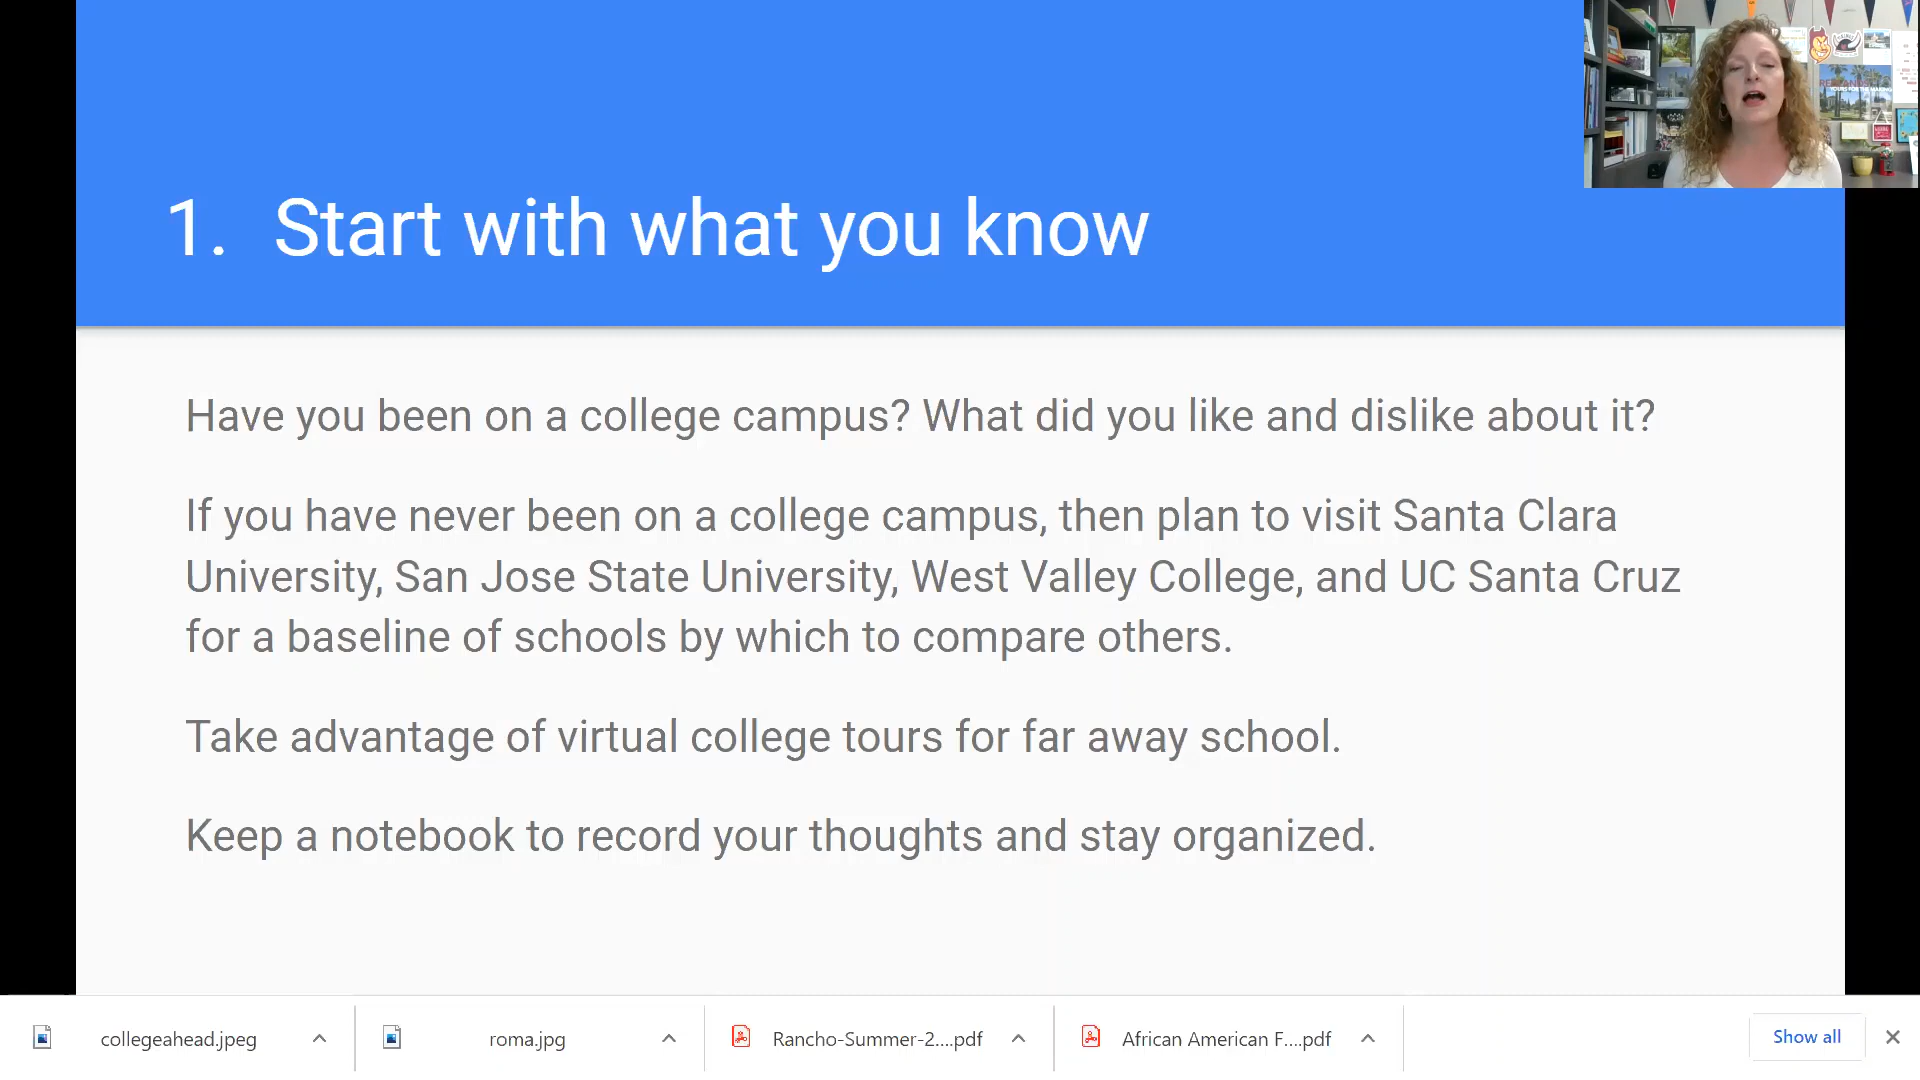 1. Start with what you know
Have you been on a college campus? What did you like and dislike about it?
If you have never been on a college campus, then plan to visit Santa Clara
University, San Jose State University, West Valley College, and UC Santa Cruz
for a baseline of schools by which to compare others.
Take advantage of virtual college tours for far away school.
Keep a notebook to record your thoughts and stay organized.
collegeahead.jpeg
roma.jpg
Rancho-Summer-2....pdf
African American F....pdf
Show all